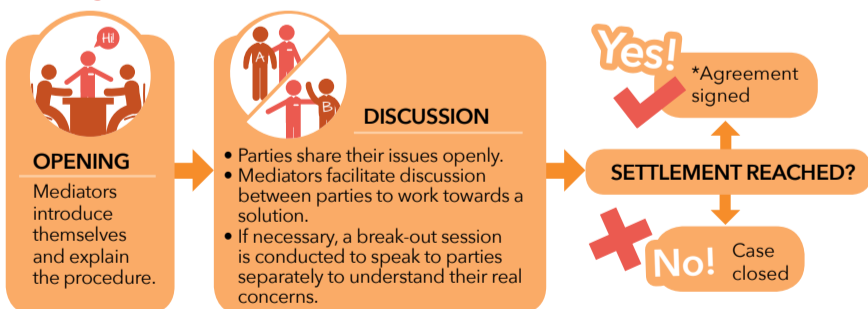 Hi!
OPENING
Mediators
introduce
themselves
and explain
the procedure.
A
B
DISCUSSION
• Parties share their issues openly.
• Mediators facilitate discussion
between parties to work towards a
solution.
• If necessary, a break-out session
is conducted to speak to parties
separately to understand their real
concerns.
Yes!
*Agreement
signed
SETTLEMENT REACHED?
No!
Case
closed